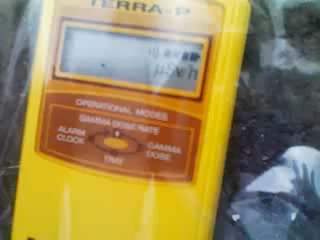 TERRA-P
μSv/h
OPERATIONAL MODES
GAMMA DOSE RATE
ALARM CLOCK
GAMMA DOSE
TIME